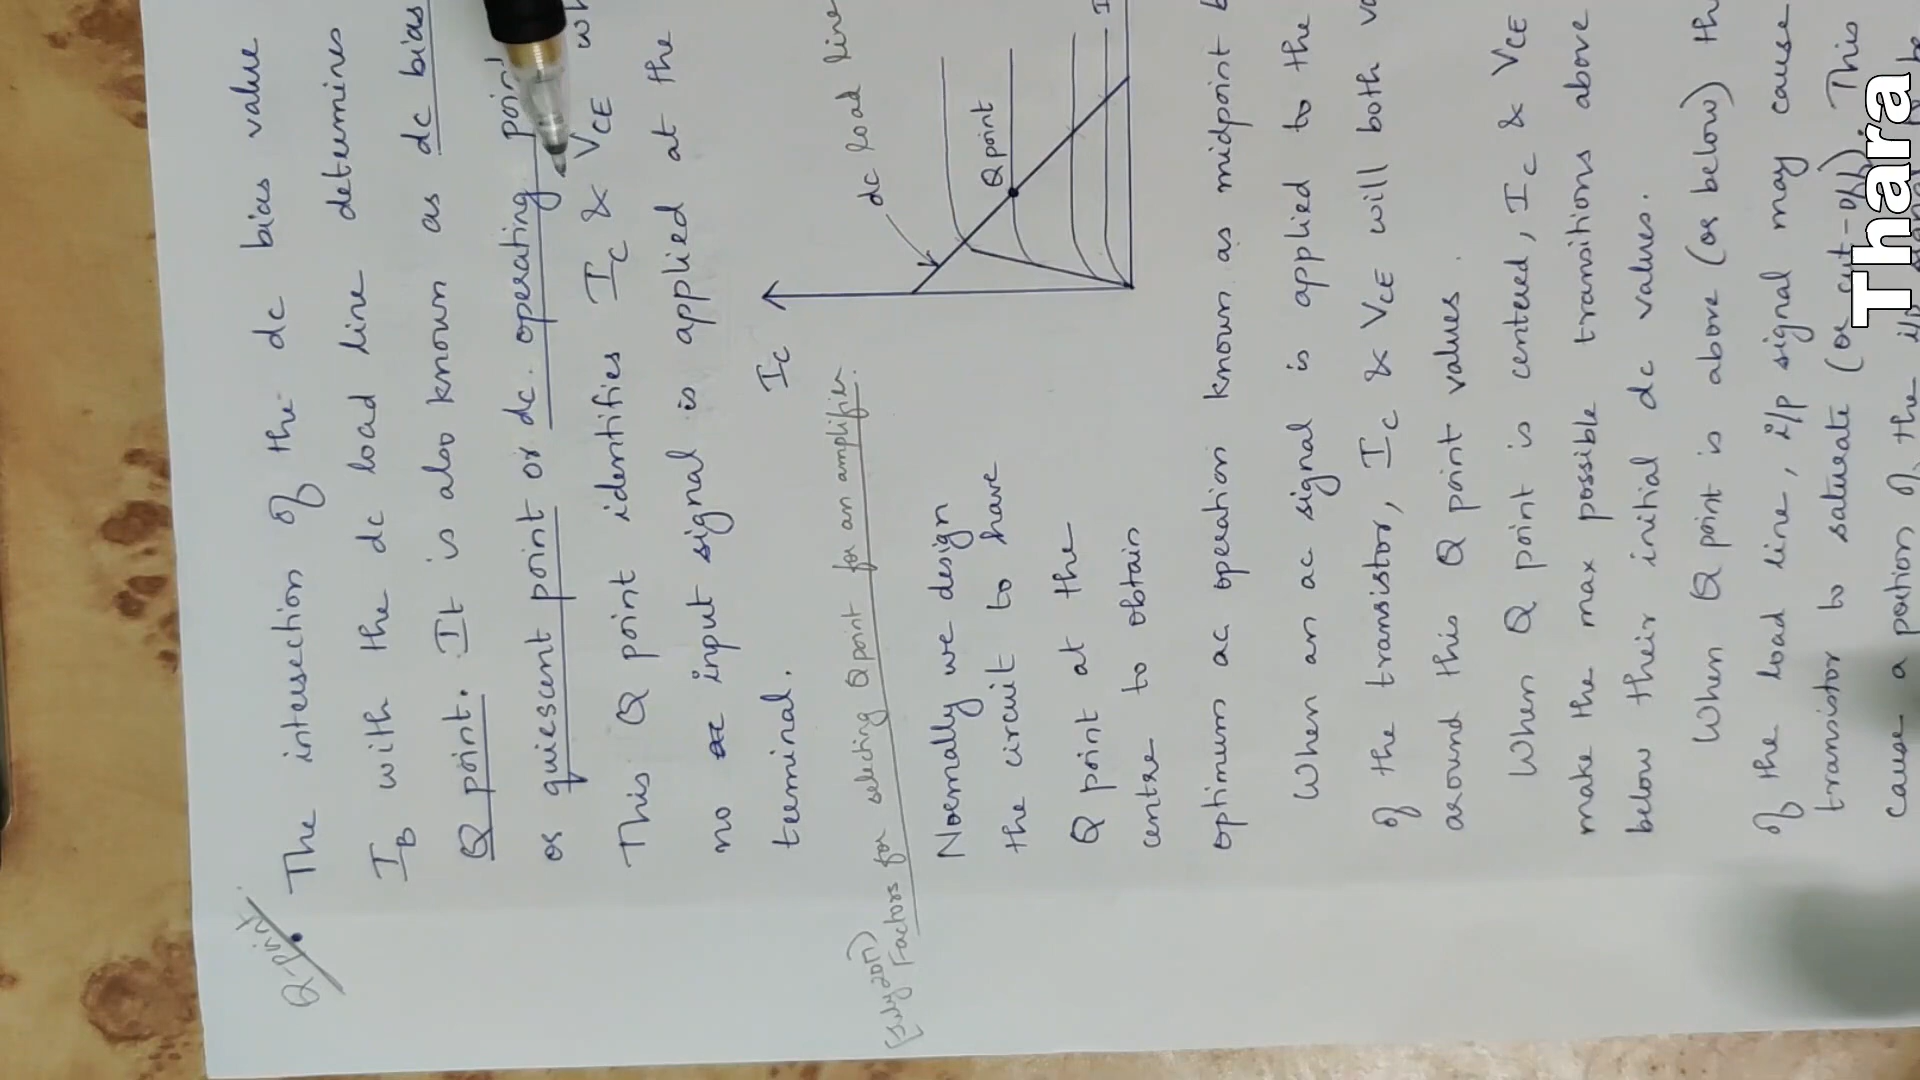 Q-point
The intersection of the dc bias value
IB with the dc load line determines
Q point. It is also known as dc bias
or quiescent point or dc. operating point
This Q point identifies IC & VCE wh
no input signal is applied at the
terminal.
[July 2017)
Factors for selecting Q point for an amplifier.
IC
dc load line
Q point
Normally we design
the circuit to have
Q point at the
centre to obtain
optimum ac operation known as midpoint b
When an ac signal is applied to the
of the transistor, IC & VCE will both va
around this Q point values.
When Q point is centered, IC & VCE
make the max possible transitions above
below their initial dc values.
When Q point is above (or below) th
of the load line, i/p signal may cause
transistor to saturate (or cut-off). This
cause a portion of the i/p
Thara